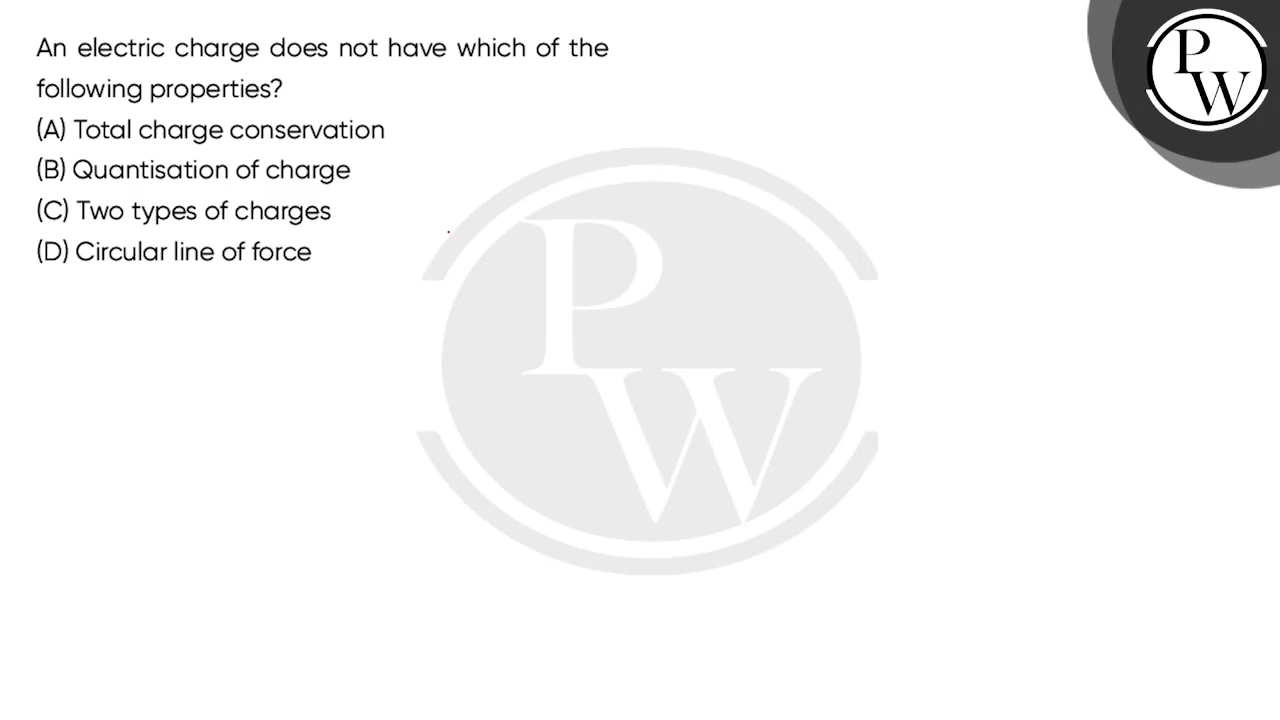 An electric charge does not have which of the
following properties?
(A) Total charge conservation
(B) Quantisation of charge
(C) Two types of charges
(D) Circular line of force
PW
PW